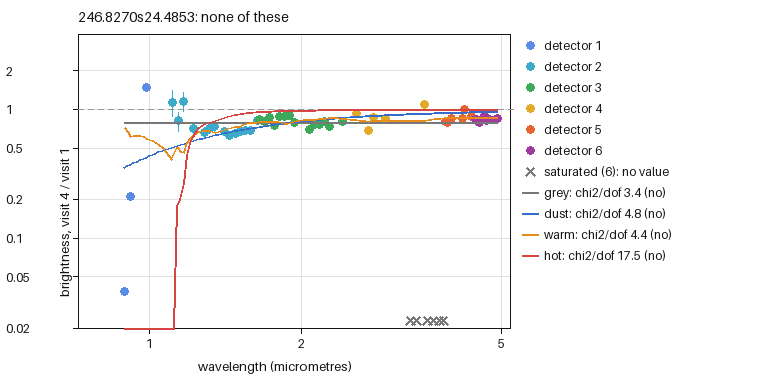 246.8270s24.4853: none of these
brightness, visit 4 / visit 1
2
1
0.5
0.2
0.1
0.05
0.02
1
2
5
wavelength (micrometres)
detector 1
detector 2
detector 3
detector 4
detector 5
detector 6
saturated (6): no value
grey: chi2/dof 3.4 (no)
dust: chi2/dof 4.8 (no)
warm: chi2/dof 4.4 (no)
hot: chi2/dof 17.5 (no)